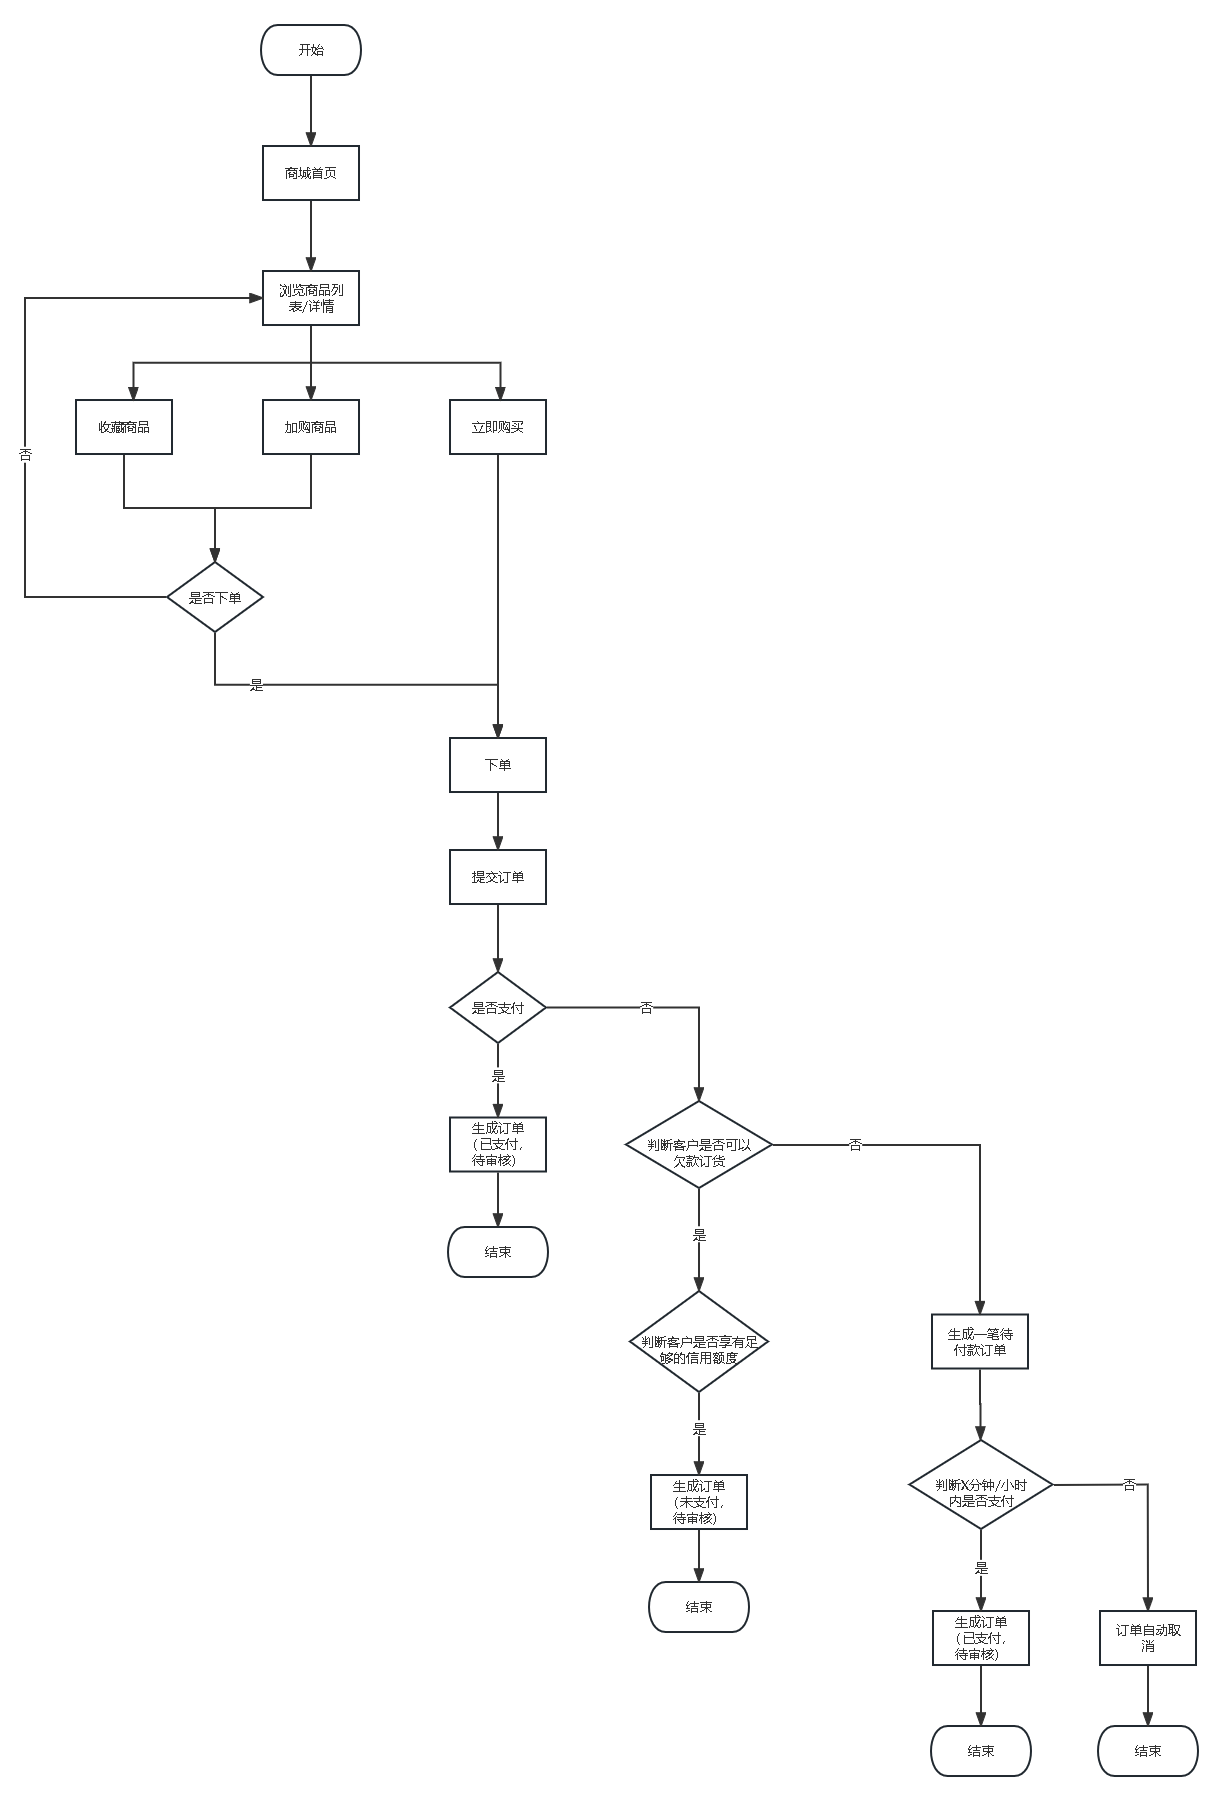 开始
商城首页
浏览商品列
表/详情
收藏商品
加购商品
立即购买
否
是否下单
是
下单
提交订单
是否支付
否
是
生成订单
（已支付，
待审核）
结束
判断客户是否可以
欠款订货
否
是
判断客户是否享有足
够的信用额度
是
生成订单
（未支付，
待审核）
结束
生成一笔待
付款订单
判断X分钟/小时
内是否支付
否
是
生成订单
（已支付，
待审核）
订单自动取
消
结束
结束